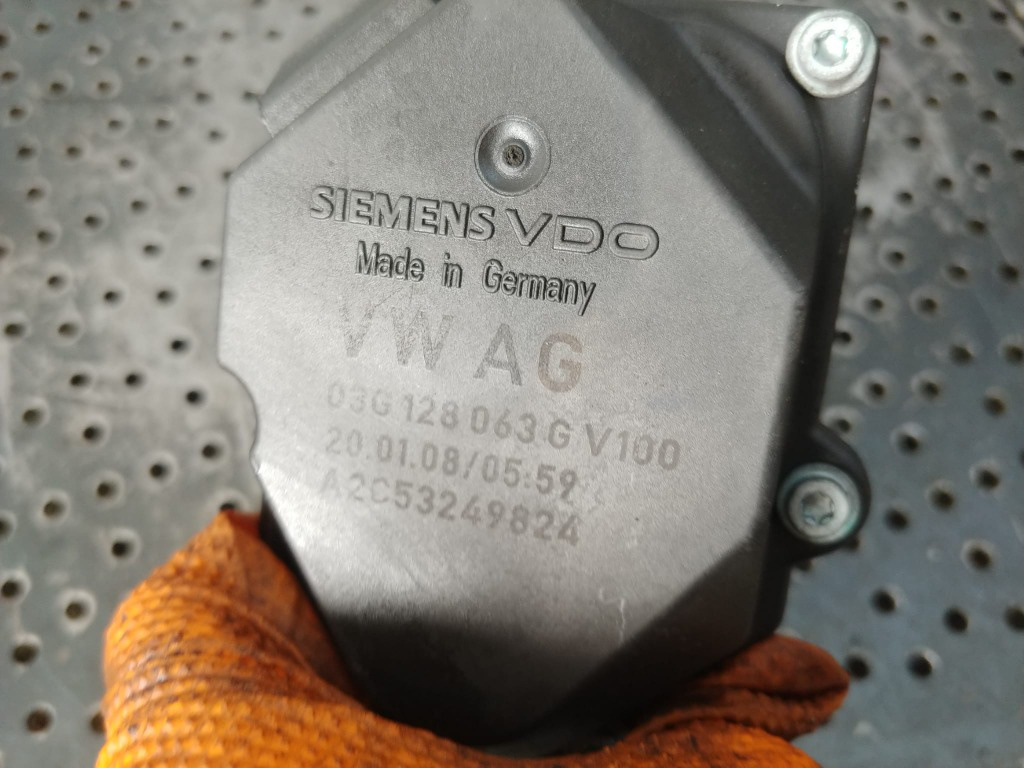 SIEMENS VDO
Made in Germany
VW AG
03G 128 063 G V100
20.01.08/05:59
A2C53249824